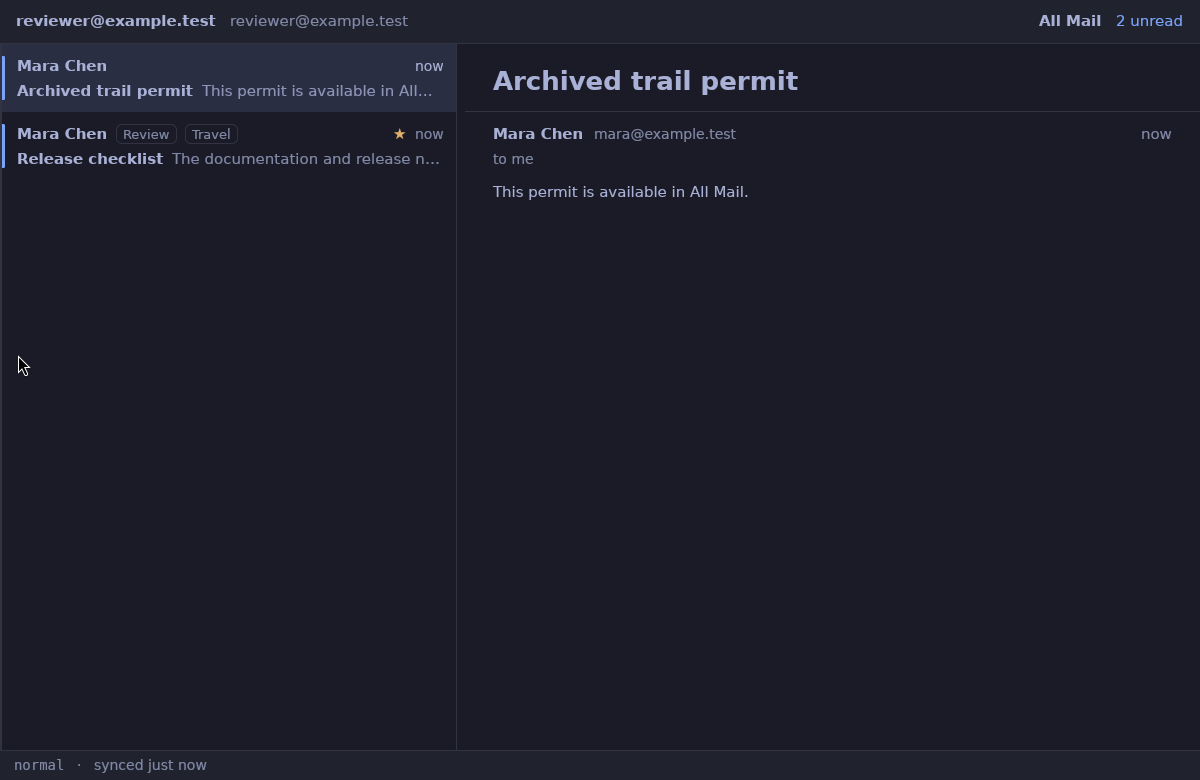 reviewer@example.test reviewer@example.test All Mail 2 unread
Mara Chen now
Archived trail permit This permit is available in All…
Mara Chen Review Travel ★ now
Release checklist The documentation and release n…
Archived trail permit
Mara Chen mara@example.test now
to me
This permit is available in All Mail.
normal · synced just now